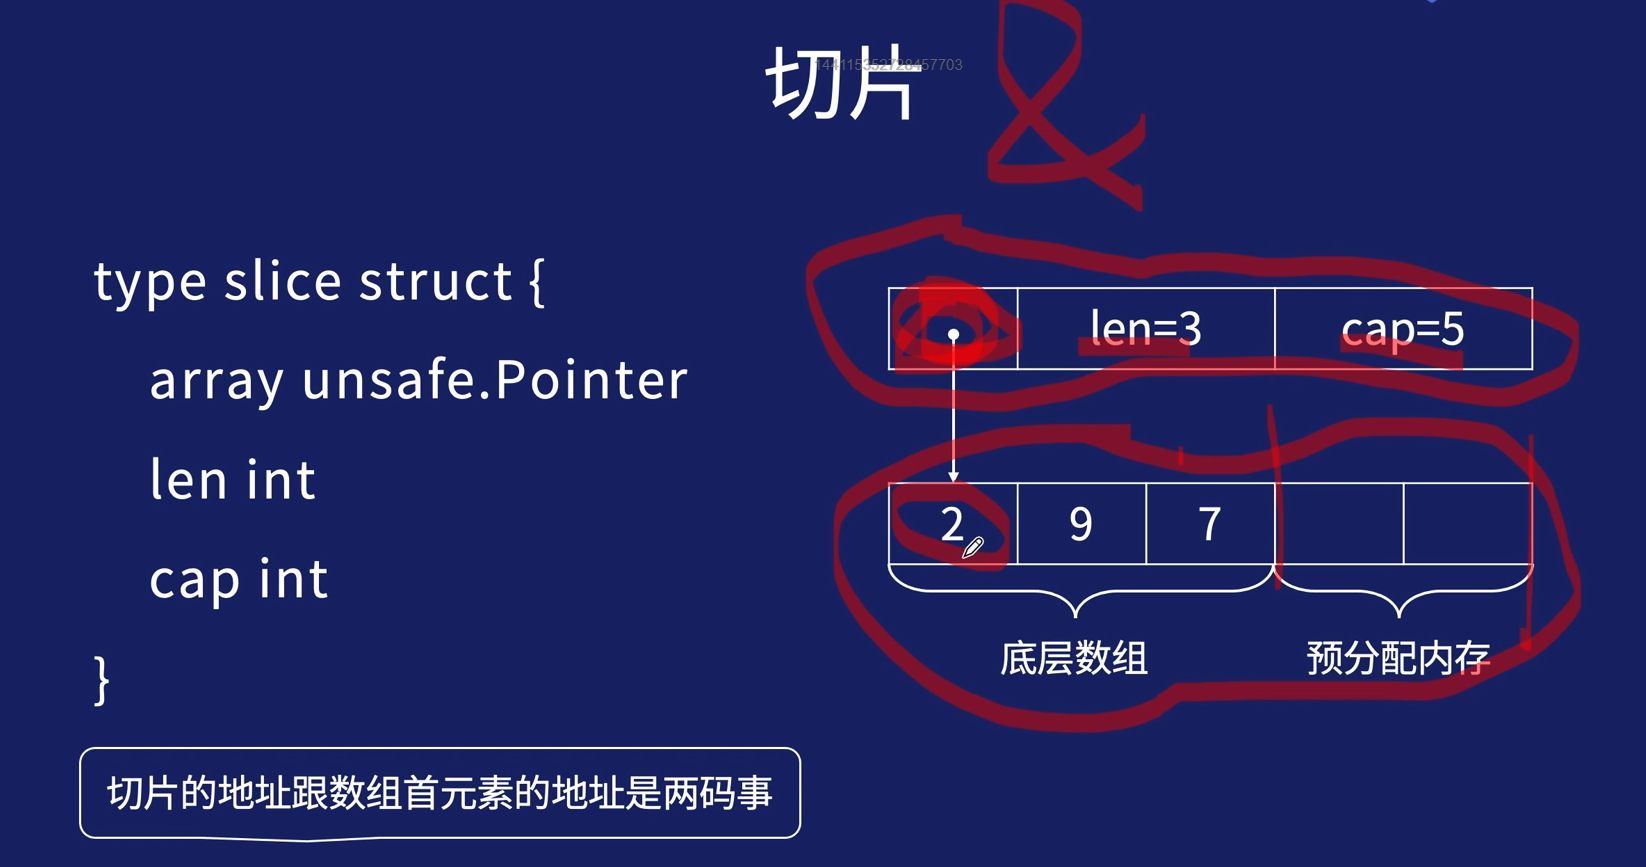 切片
144115352728457703
&
type slice struct {
array unsafe.Pointer
len int
cap int
}
len=3
cap=5
2
9
7
底层数组
预分配内存
切片的地址跟数组首元素的地址是两码事